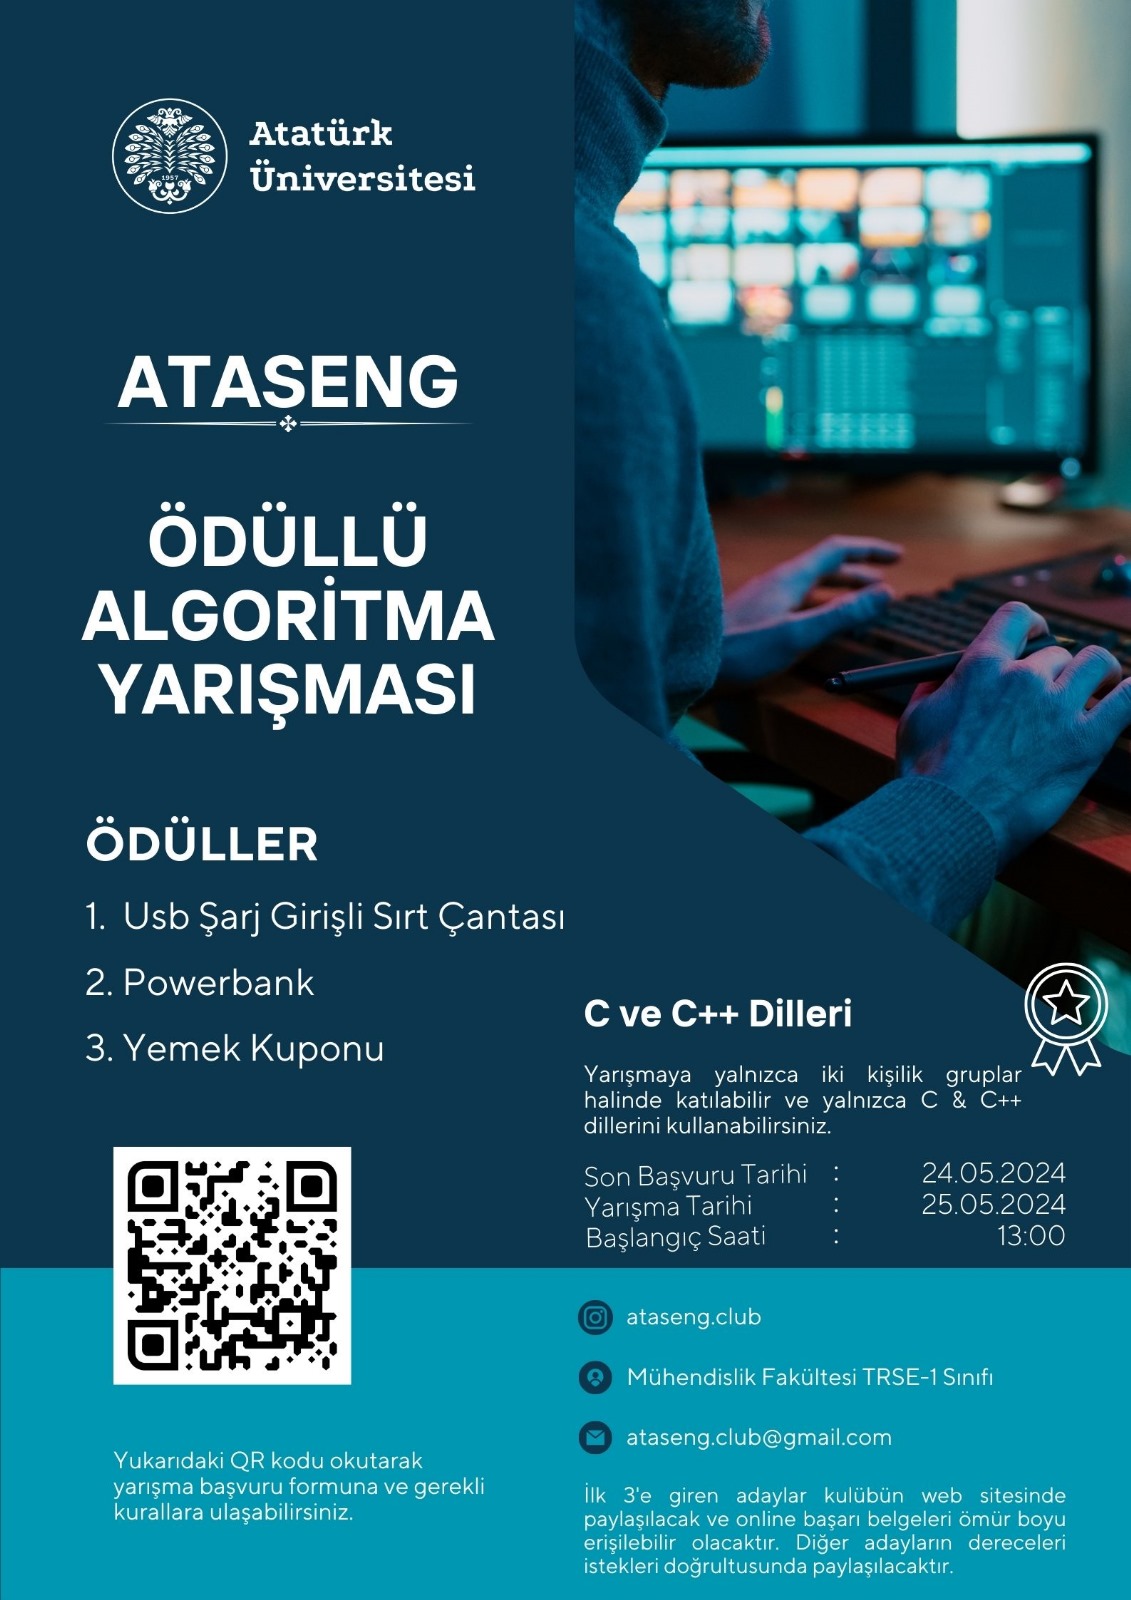 Atatürk
Üniversitesi
1957
ATASENG
ÖDÜLLÜ
ALGORİTMA
YARIŞMASI
ÖDÜLLER
1. Usb Şarj Girişli Sırt Çantası
2. Powerbank
3. Yemek Kuponu
C ve C++ Dilleri
Yarışmaya yalnızca iki kişilik gruplar
halinde katılabilir ve yalnızca C & C++
dillerini kullanabilirsiniz.
Son Başvuru Tarihi : 24.05.2024
Yarışma Tarihi : 25.05.2024
Başlangıç Saati : 13:00
ataseng.club
Mühendislik Fakültesi TRSE-1 Sınıfı
ataseng.club@gmail.com
Yukarıdaki QR kodu okutarak
yarışma başvuru formuna ve gerekli
kurallara ulaşabilirsiniz.
İlk 3'e giren adaylar kulübün web sitesinde
paylaşılacak ve online başarı belgeleri ömür boyu
erişilebilir olacaktır. Diğer adayların dereceleri
istekleri doğrultusunda paylaşılacaktır.